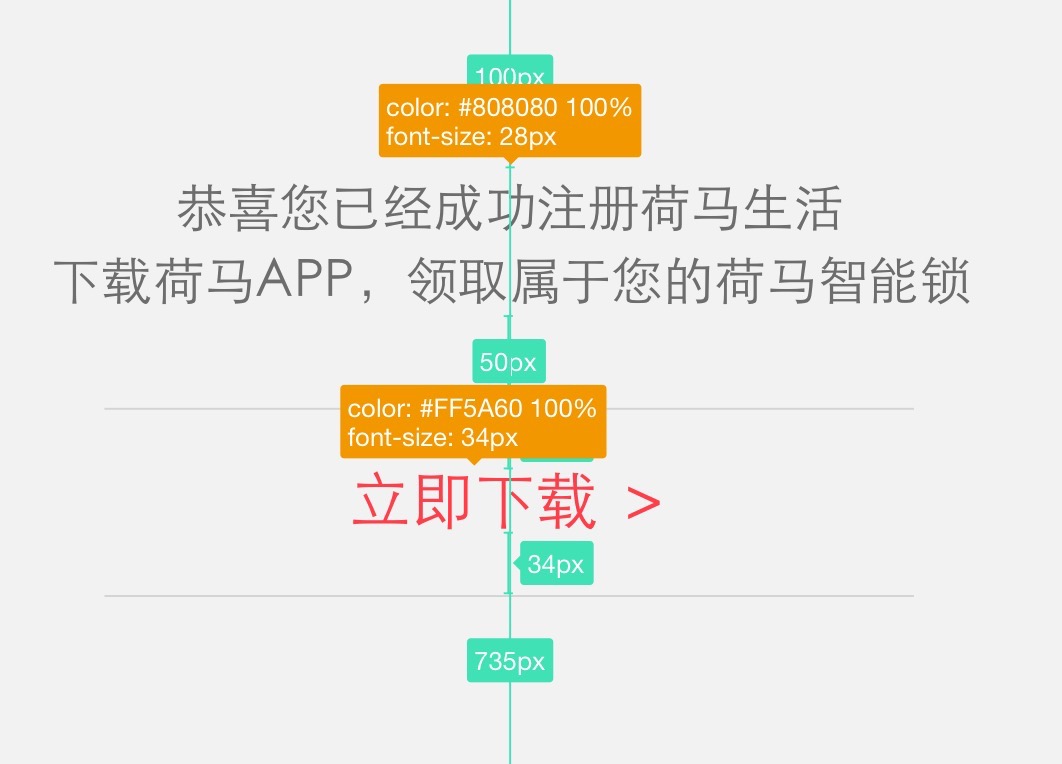 100px
color: #808080 100%
font-size: 28px
恭喜您已经成功注册荷马生活
下载荷马APP，领取属于您的荷马智能锁
50px
color: #FF5A60 100%
font-size: 34px
立即下载 >
34px
735px